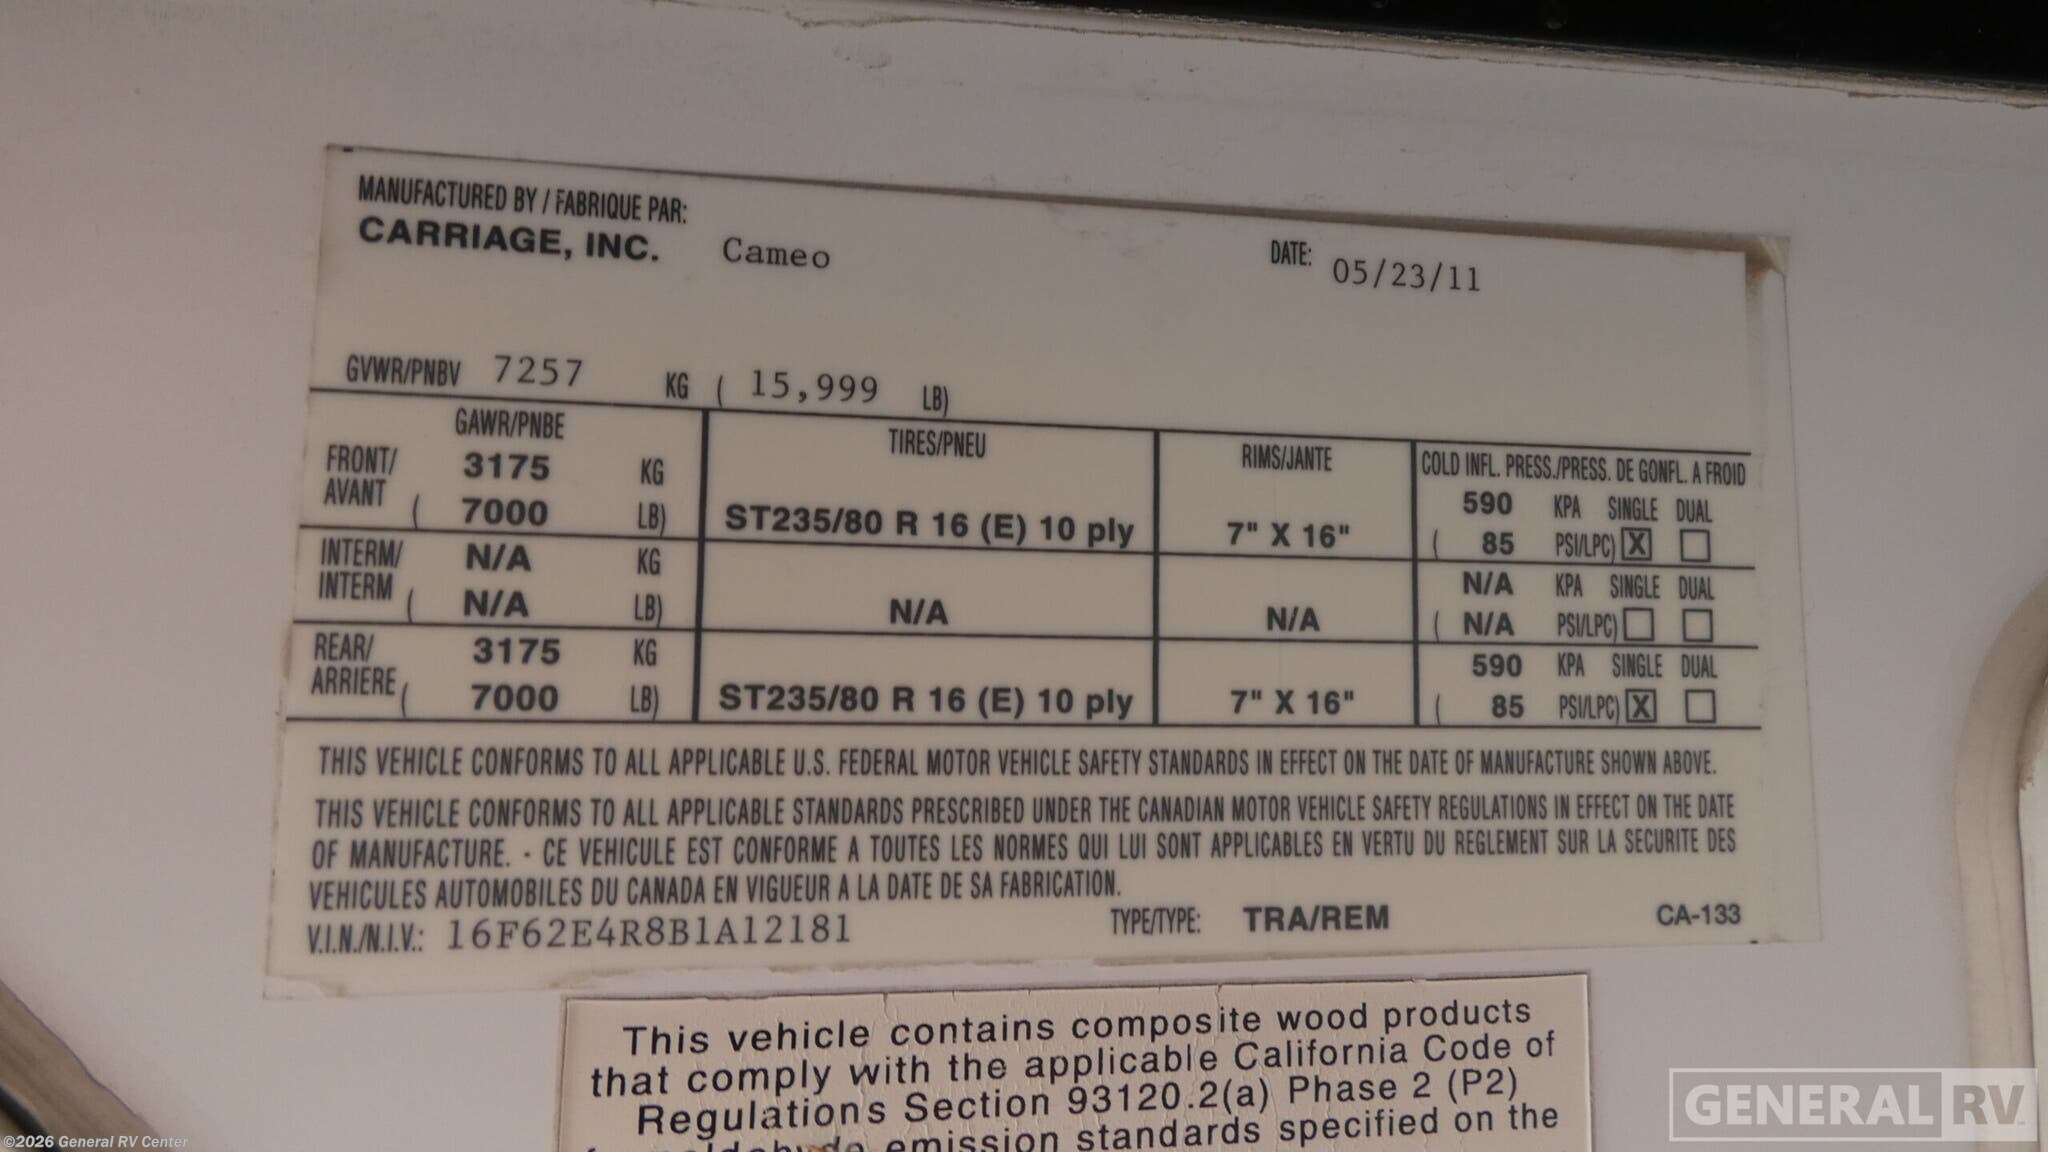 MANUFACTURED BY / FABRIQUE PAR:
CARRIAGE, INC. Cameo DATE: 05/23/11
GVWR/PNBV 7257 KG ( 15,999 LB)
GAWR/PNBE TIRES/PNEU RIMS/JANTE COLD INFL. PRESS./PRESS. DE GONFL. A FROID
FRONT/ 3175 KG 590 KPA SINGLE DUAL
AVANT ( 7000 LB) ST235/80 R 16 (E) 10 ply 7" X 16" ( 85 PSI/LPC) X
INTERM/ N/A KG N/A KPA SINGLE DUAL
INTERM ( N/A LB) N/A N/A ( N/A PSI/LPC)
REAR/ 3175 KG 590 KPA SINGLE DUAL
ARRIERE ( 7000 LB) ST235/80 R 16 (E) 10 ply 7" X 16" ( 85 PSI/LPC) X
THIS VEHICLE CONFORMS TO ALL APPLICABLE U.S. FEDERAL MOTOR VEHICLE SAFETY STANDARDS IN EFFECT ON THE DATE OF MANUFACTURE SHOWN ABOVE.
THIS VEHICLE CONFORMS TO ALL APPLICABLE STANDARDS PRESCRIBED UNDER THE CANADIAN MOTOR VEHICLE SAFETY REGULATIONS IN EFFECT ON THE DATE
OF MANUFACTURE. - CE VEHICULE EST CONFORME A TOUTES LES NORMES QUI LUI SONT APPLICABLES EN VERTU DU REGLEMENT SUR LA SECURITE DES
VEHICULES AUTOMOBILES DU CANADA EN VIGUEUR A LA DATE DE SA FABRICATION.
V.I.N./N.I.V.: 16F62E4R8B1A12181 TYPE/TYPE: TRA/REM CA-133
This vehicle contains composite wood products
that comply with the applicable California Code of
Regulations Section 93120.2(a) Phase 2 (P2)
emission standards specified on the
GENERAL RV
©2026 General RV Center